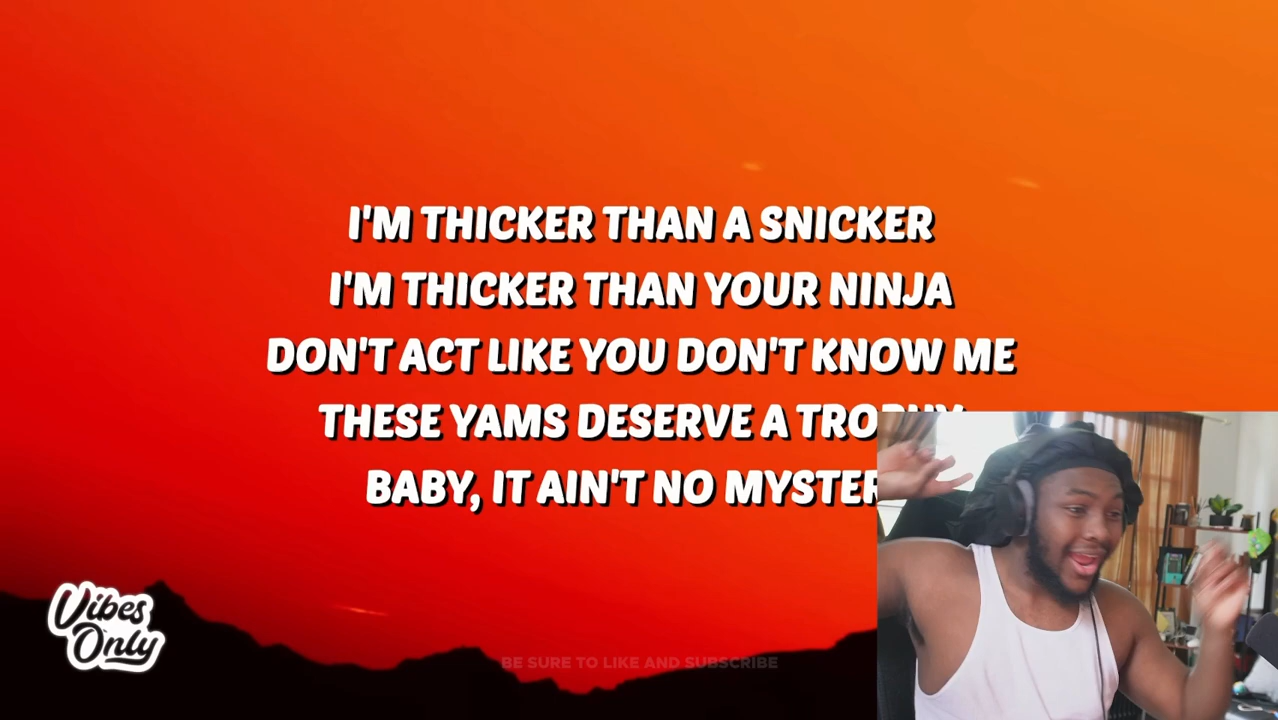 I'M THICKER THAN A SNICKER
I'M THICKER THAN YOUR NINJA
DON'T ACT LIKE YOU DON'T KNOW ME
THESE YAMS DESERVE A
BABY, IT AIN'T NO
Vibes
Only
BE SURE TO LIKE AND SUBSCRIBE